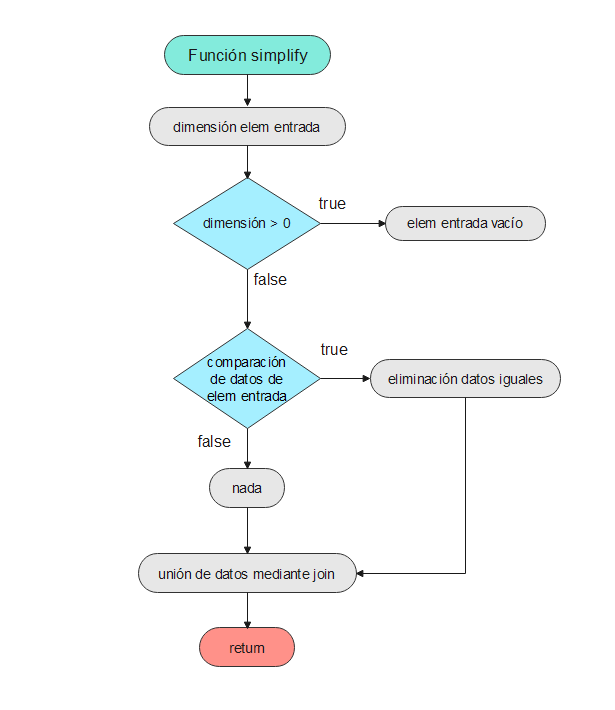 Función simplify
dimensión elem entrada
true
dimensión > 0
elem entrada vacío
false
true
comparación
de datos de
elem entrada
eliminación datos iguales
false
nada
unión de datos mediante join
return